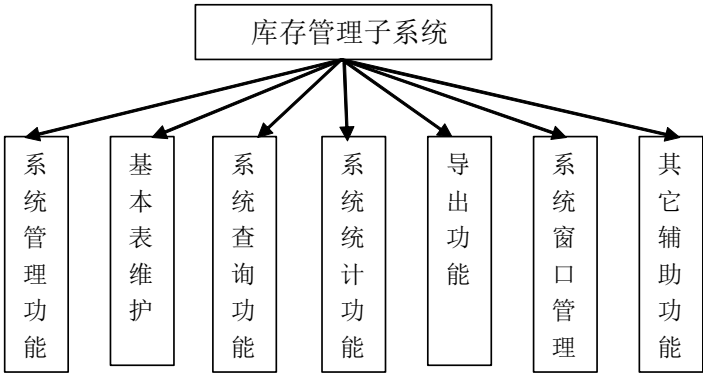 库存管理子系统
系统管理功能
基本表维护
系统查询功能
系统统计功能
导出功能
系统窗口管理
其它辅助功能